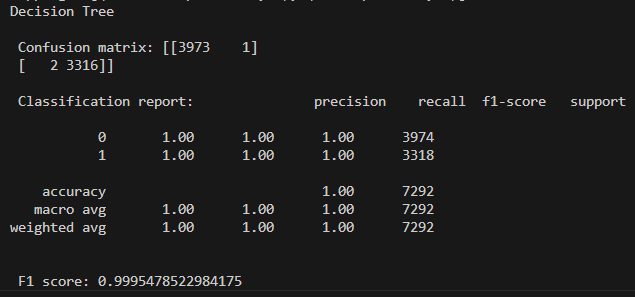 Decision Tree
Confusion matrix: [[3973    1]
[   2 3316]]
Classification report:               precision    recall  f1-score   support
0       1.00      1.00      1.00      3974
1       1.00      1.00      1.00      3318
accuracy                           1.00      7292
macro avg       1.00      1.00      1.00      7292
weighted avg       1.00      1.00      1.00      7292
F1 score: 0.9995478522984175